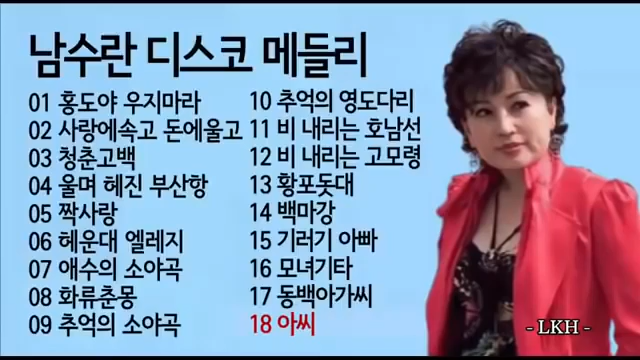 남수란 디스코 메들리
01 홍도야 우지마라
02 사랑에속고 돈에울고
03 청춘고백
04 울며 헤진 부산항
05 짝사랑
06 헤운대 엘레지
07 애수의 소야곡
08 화류춘몽
09 추억의 소야곡
10 추억의 영도다리
11 비 내리는 호남선
12 비 내리는 고모령
13 황포돗대
14 백마강
15 기러기 아빠
16 모녀기타
17 동백아가씨
18 아씨
- LKH -